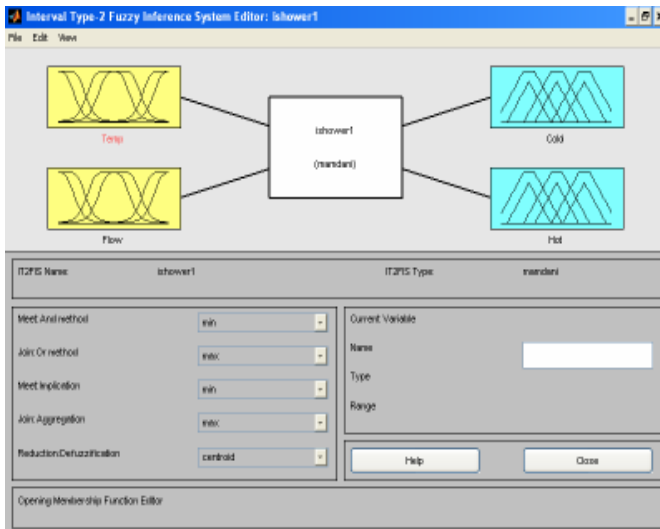 Interval Type-2 Fuzzy Inference System Editor: ishower1
File Edit View
Temp
Flow
ishower1
(mamdani)
Cold
Hot
IT2FIS Name: ishower1 IT2FIS Type: mamdani
Meet:And method min
Join:Or method max
Meet:Implication min
Join:Aggregation max
Reduction:Defuzzification centroid
Current Variable
Name
Type
Range
Help Close
Opening Membership Function Editor